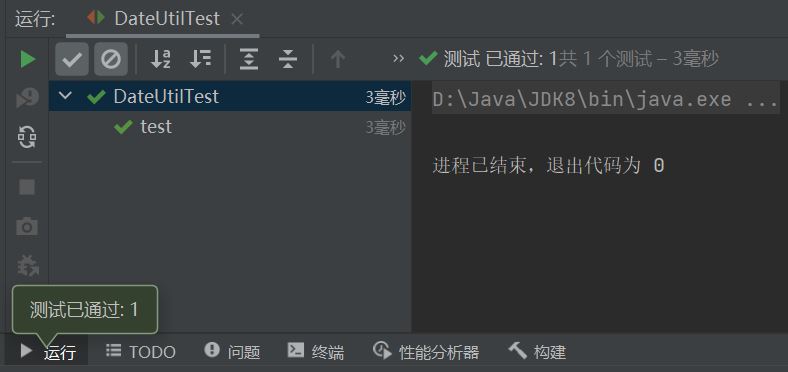 运行: DateUtilTest
测试 已通过: 1共 1 个测试 – 3毫秒
DateUtilTest 3毫秒
test 3毫秒
D:\Java\JDK8\bin\java.exe ...
进程已结束，退出代码为 0
测试已通过: 1
运行 TODO 问题 终端 性能分析器 构建